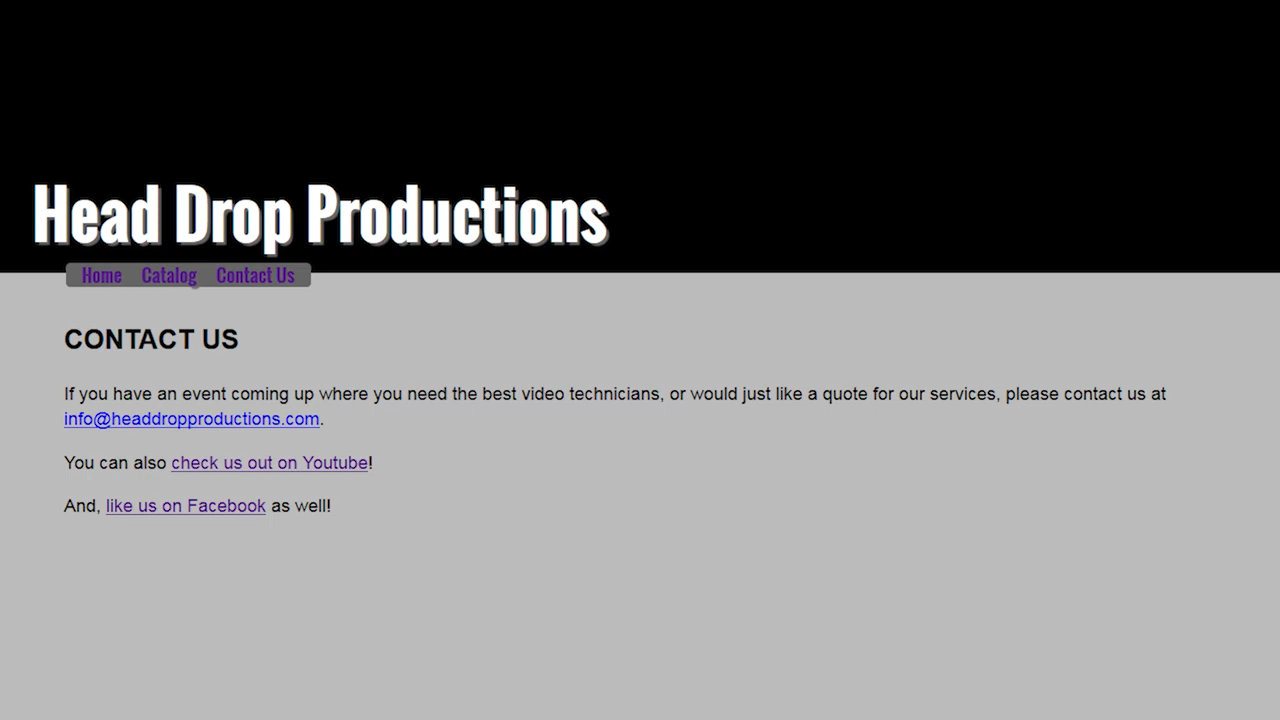 Head Drop Productions
Home Catalog Contact Us
CONTACT US
If you have an event coming up where you need the best video technicians, or would just like a quote for our services, please contact us at
info@headdropproductions.com.
You can also check us out on Youtube!
And, like us on Facebook as well!